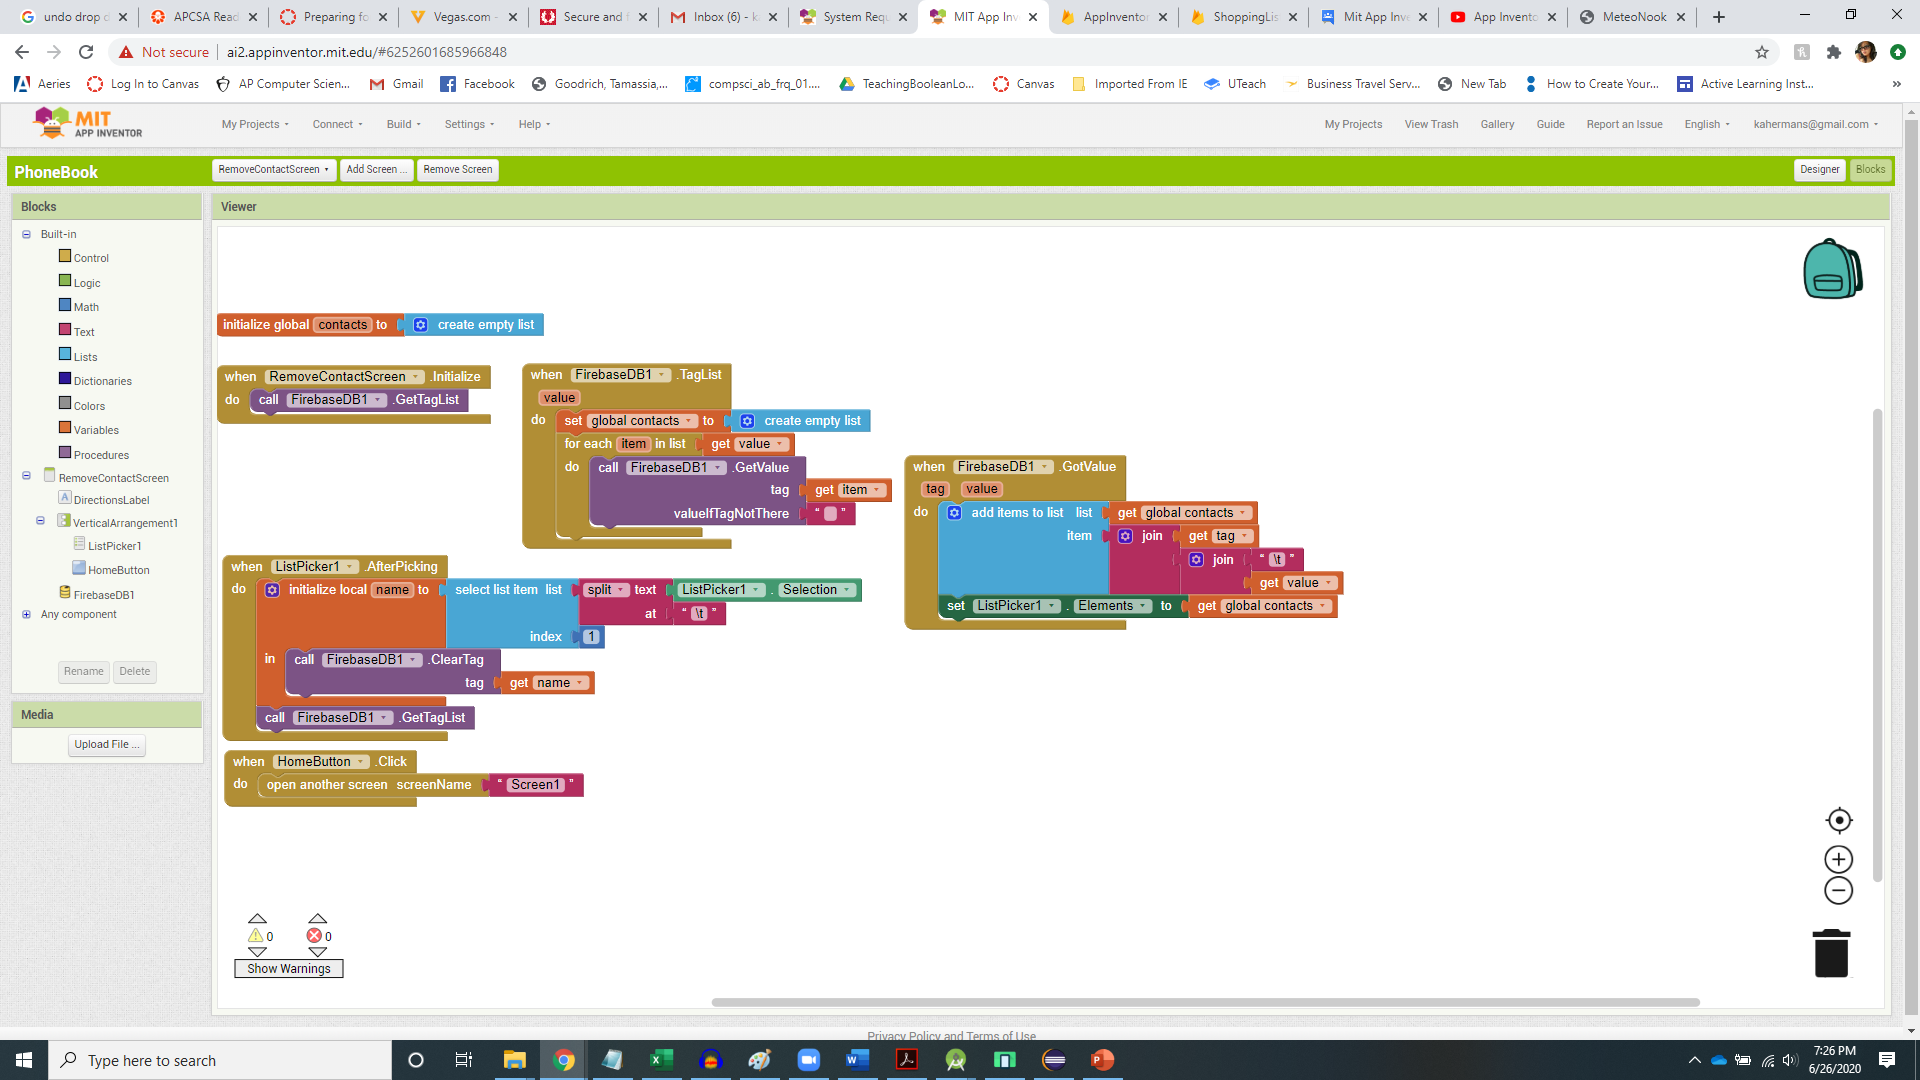 undo drop d
APCSA Read
Preparing fo
Vegas.com -
Secure and f
Inbox (6) - k
System Requ
MIT App Inv
AppInventor
ShoppingLis
Mit App Inve
App Invento
MeteoNook
Not secure | ai2.appinventor.mit.edu/#6252601685966848
Aeries
Log In to Canvas
AP Computer Scien...
Gmail
Facebook
Goodrich, Tamassia,...
compsci_ab_frq_01....
TeachingBooleanLo...
Canvas
Imported From IE
UTeach
Business Travel Serv...
New Tab
How to Create Your...
Active Learning Inst...
»
MIT
APP INVENTOR
My Projects
Connect
Build
Settings
Help
My Projects
View Trash
Gallery
Guide
Report an Issue
English
kahermans@gmail.com
PhoneBook
RemoveContactScreen
Add Screen ...
Remove Screen
Designer
Blocks
Blocks
Viewer
Built-in
Control
Logic
Math
Text
Lists
Dictionaries
Colors
Variables
Procedures
RemoveContactScreen
DirectionsLabel
VerticalArrangement1
ListPicker1
HomeButton
FirebaseDB1
Any component
Rename
Delete
Media
Upload File ...
initialize global contacts to create empty list
when RemoveContactScreen .Initialize
do call FirebaseDB1 .GetTagList
when FirebaseDB1 .TagList
value
do set global contacts to create empty list
for each item in list get value
do call FirebaseDB1 .GetValue
tag get item
valueIfTagNotThere “ ”
when FirebaseDB1 .GotValue
tag value
do add items to list list get global contacts
item join get tag
join “ \t ”
get value
set ListPicker1 . Elements to get global contacts
when ListPicker1 .AfterPicking
do initialize local name to select list item list split text ListPicker1 . Selection
at “ \t ”
index 1
in call FirebaseDB1 .ClearTag
tag get name
call FirebaseDB1 .GetTagList
when HomeButton .Click
do open another screen screenName “ Screen1 ”
0
0
Show Warnings
Privacy Policy and Terms of Use
Type here to search
7:26 PM
6/26/2020